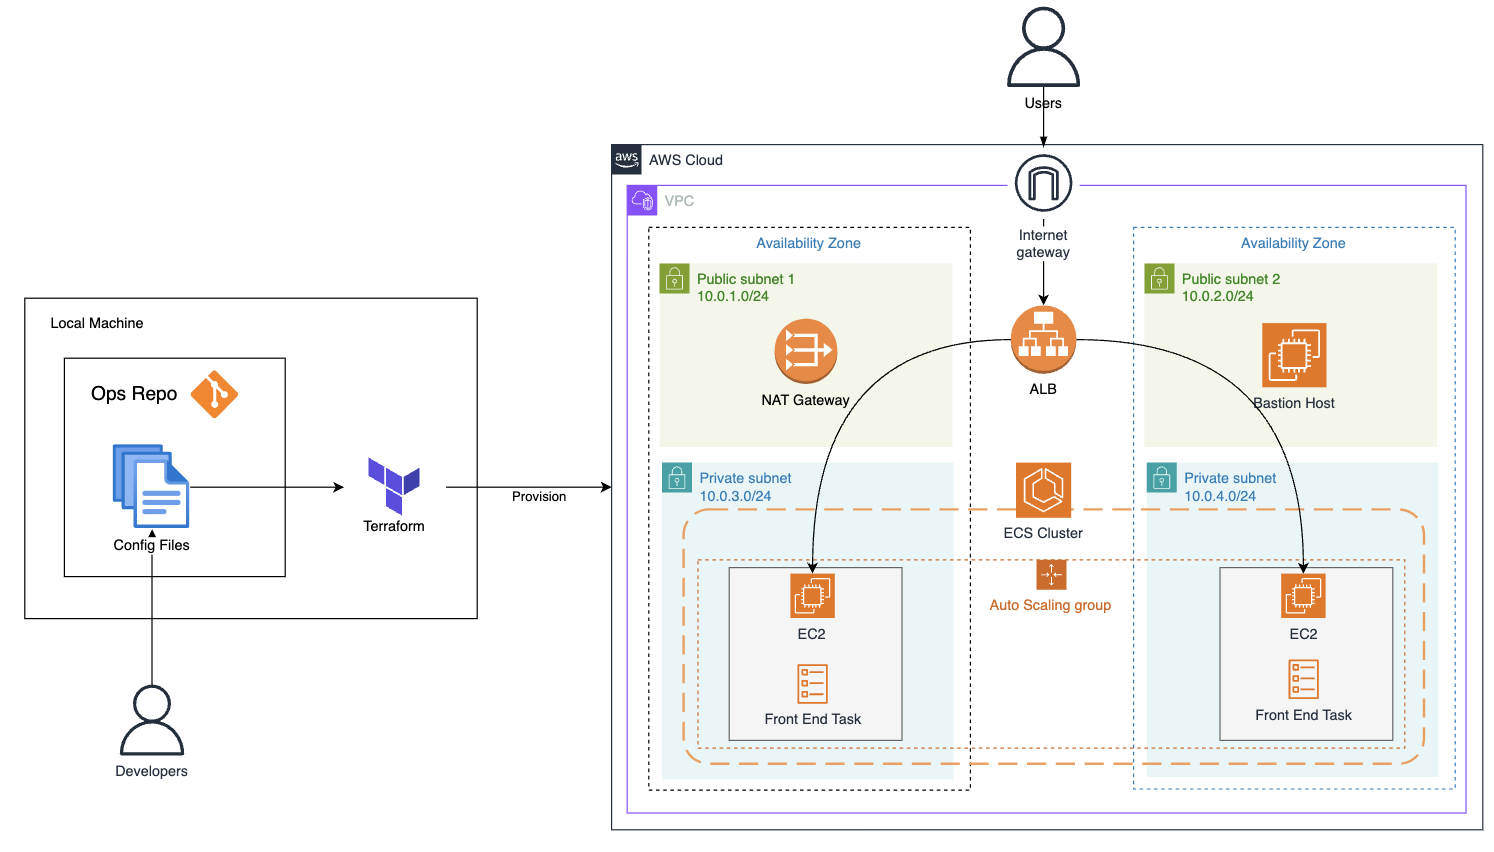 Users
aws
AWS Cloud
VPC
Internet
gateway
Availability Zone
Availability Zone
Public subnet 1
10.0.1.0/24
Public subnet 2
10.0.2.0/24
NAT Gateway
ALB
Bastion Host
Local Machine
Ops Repo
Config Files
Terraform
Provision
Developers
Private subnet
10.0.3.0/24
Private subnet
10.0.4.0/24
ECS Cluster
Auto Scaling group
EC2
Front End Task
EC2
Front End Task